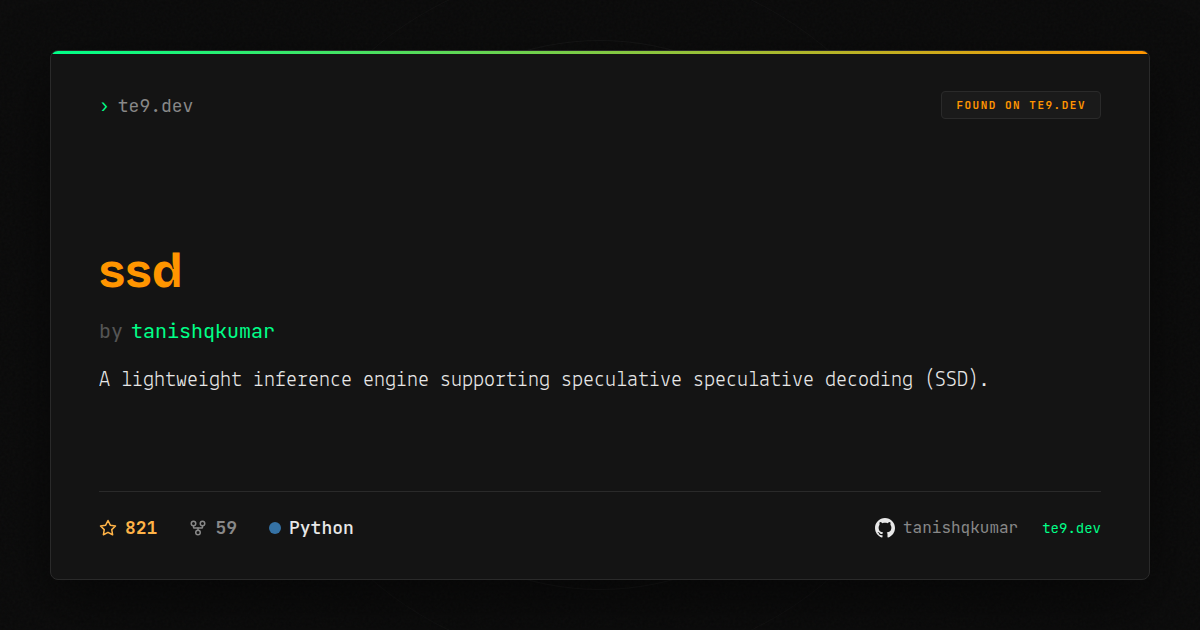 › te9.dev
FOUND ON TE9.DEV
ssd
by tanishqkumar
A lightweight inference engine supporting speculative speculative decoding (SSD).
821 59 Python
tanishqkumar te9.dev